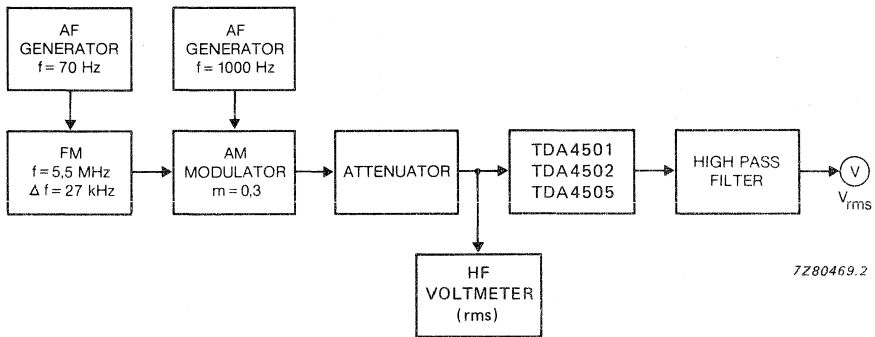 AF
GENERATOR
f = 70 Hz
AF
GENERATOR
f = 1000 Hz
FM
f = 5,5 MHz
Δ f = 27 kHz
AM
MODULATOR
m = 0,3
ATTENUATOR
TDA4501
TDA4502
TDA4505
HIGH PASS
FILTER
V
Vrms
HF
VOLTMETER
(rms)
7Z80469.2